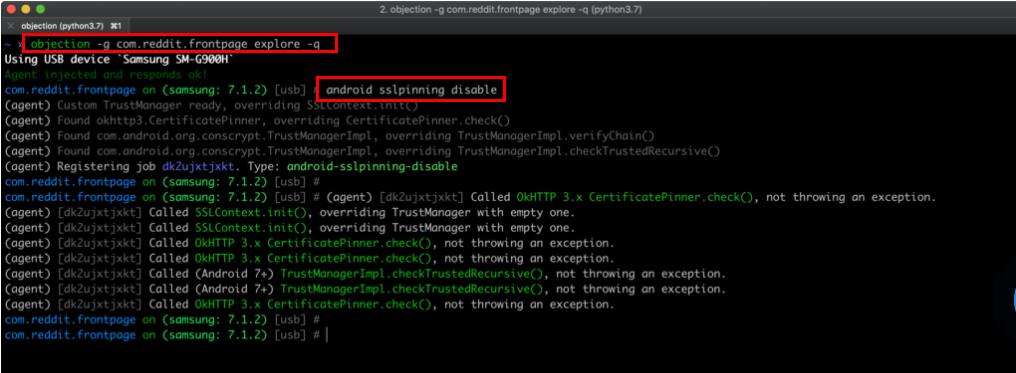 2. objection -g com.reddit.frontpage explore -q (python3.7)
× objection (python3.7) ⌘1
~ » objection -g com.reddit.frontpage explore -q
Using USB device `Samsung SM-G900H`
Agent injected and responds ok!
com.reddit.frontpage on (samsung: 7.1.2) [usb] # android sslpinning disable
(agent) Custom TrustManager ready, overriding SSLContext.init()
(agent) Found okhttp3.CertificatePinner, overriding CertificatePinner.check()
(agent) Found com.android.org.conscrypt.TrustManagerImpl, overriding TrustManagerImpl.verifyChain()
(agent) Found com.android.org.conscrypt.TrustManagerImpl, overriding TrustManagerImpl.checkTrustedRecursive()
(agent) Registering job dk2ujxtjxkt. Type: android-sslpinning-disable
com.reddit.frontpage on (samsung: 7.1.2) [usb] #
com.reddit.frontpage on (samsung: 7.1.2) [usb] # (agent) [dk2ujxtjxkt] Called OkHTTP 3.x CertificatePinner.check(), not throwing an exception.
(agent) [dk2ujxtjxkt] Called SSLContext.init(), overriding TrustManager with empty one.
(agent) [dk2ujxtjxkt] Called SSLContext.init(), overriding TrustManager with empty one.
(agent) [dk2ujxtjxkt] Called OkHTTP 3.x CertificatePinner.check(), not throwing an exception.
(agent) [dk2ujxtjxkt] Called OkHTTP 3.x CertificatePinner.check(), not throwing an exception.
(agent) [dk2ujxtjxkt] Called (Android 7+) TrustManagerImpl.checkTrustedRecursive(), not throwing an exception.
(agent) [dk2ujxtjxkt] Called (Android 7+) TrustManagerImpl.checkTrustedRecursive(), not throwing an exception.
(agent) [dk2ujxtjxkt] Called OkHTTP 3.x CertificatePinner.check(), not throwing an exception.
com.reddit.frontpage on (samsung: 7.1.2) [usb] #
com.reddit.frontpage on (samsung: 7.1.2) [usb] #